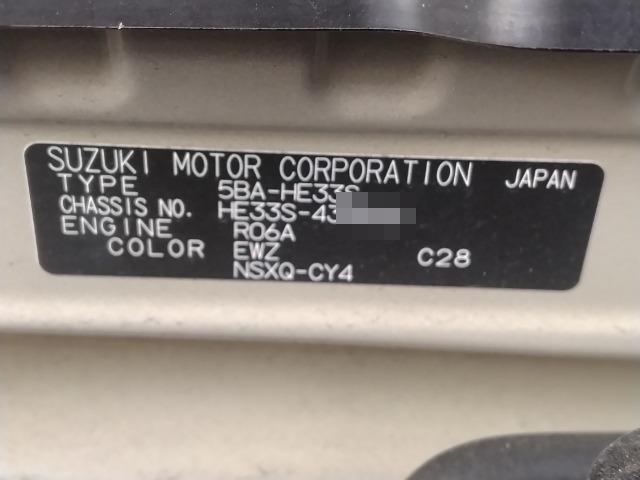 SUZUKI MOTOR CORPORATION JAPAN
TYPE 5BA-HE33S
CHASSIS NO. HE33S-43
ENGINE R06A
COLOR EWZ C28
NSXQ-CY4